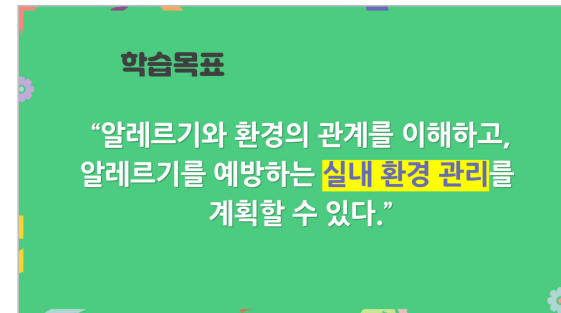 학습목표
“알레르기와 환경의 관계를 이해하고,
알레르기를 예방하는 실내 환경 관리를
계획할 수 있다.”